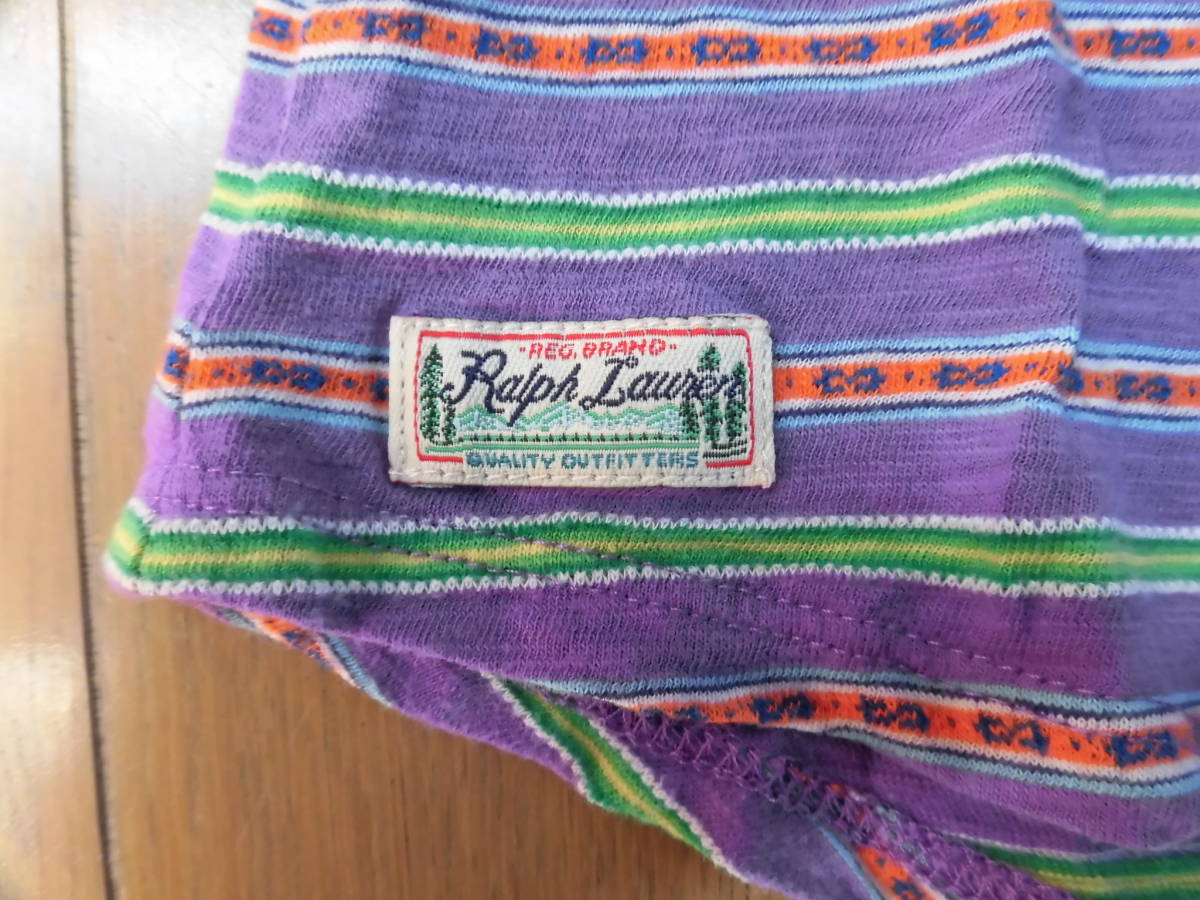 -REG. BRAND-
Ralph Lauren
QUALITY OUTFITTERS